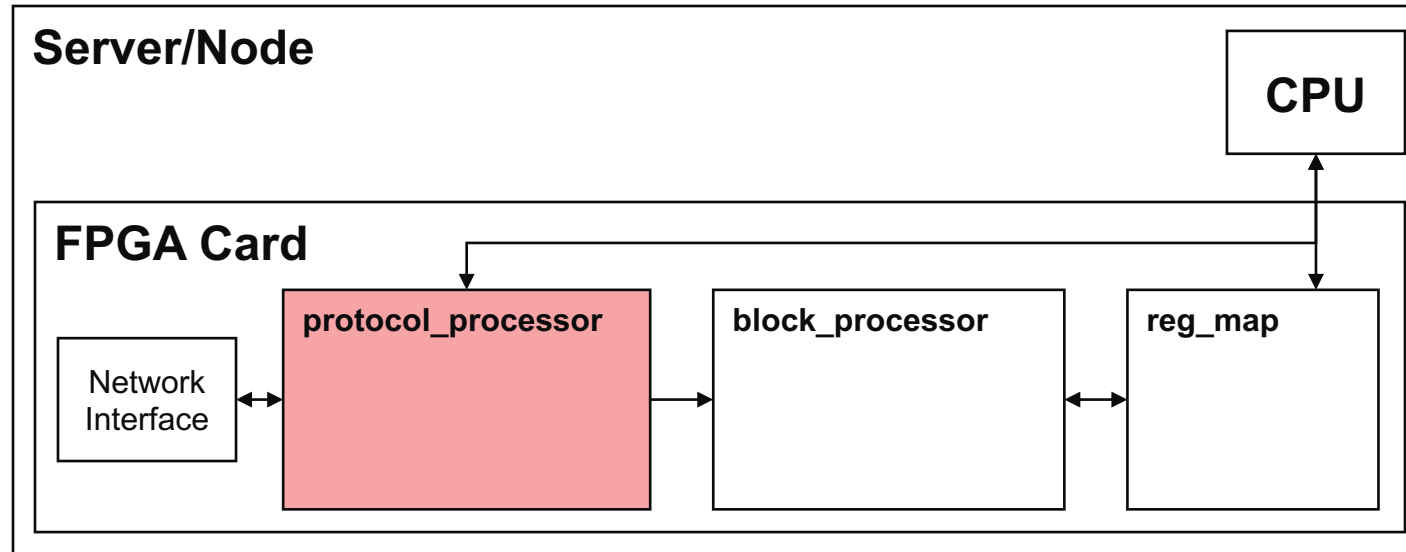 Server/Node
CPU
FPGA Card
protocol_processor
block_processor
reg_map
Network
Interface